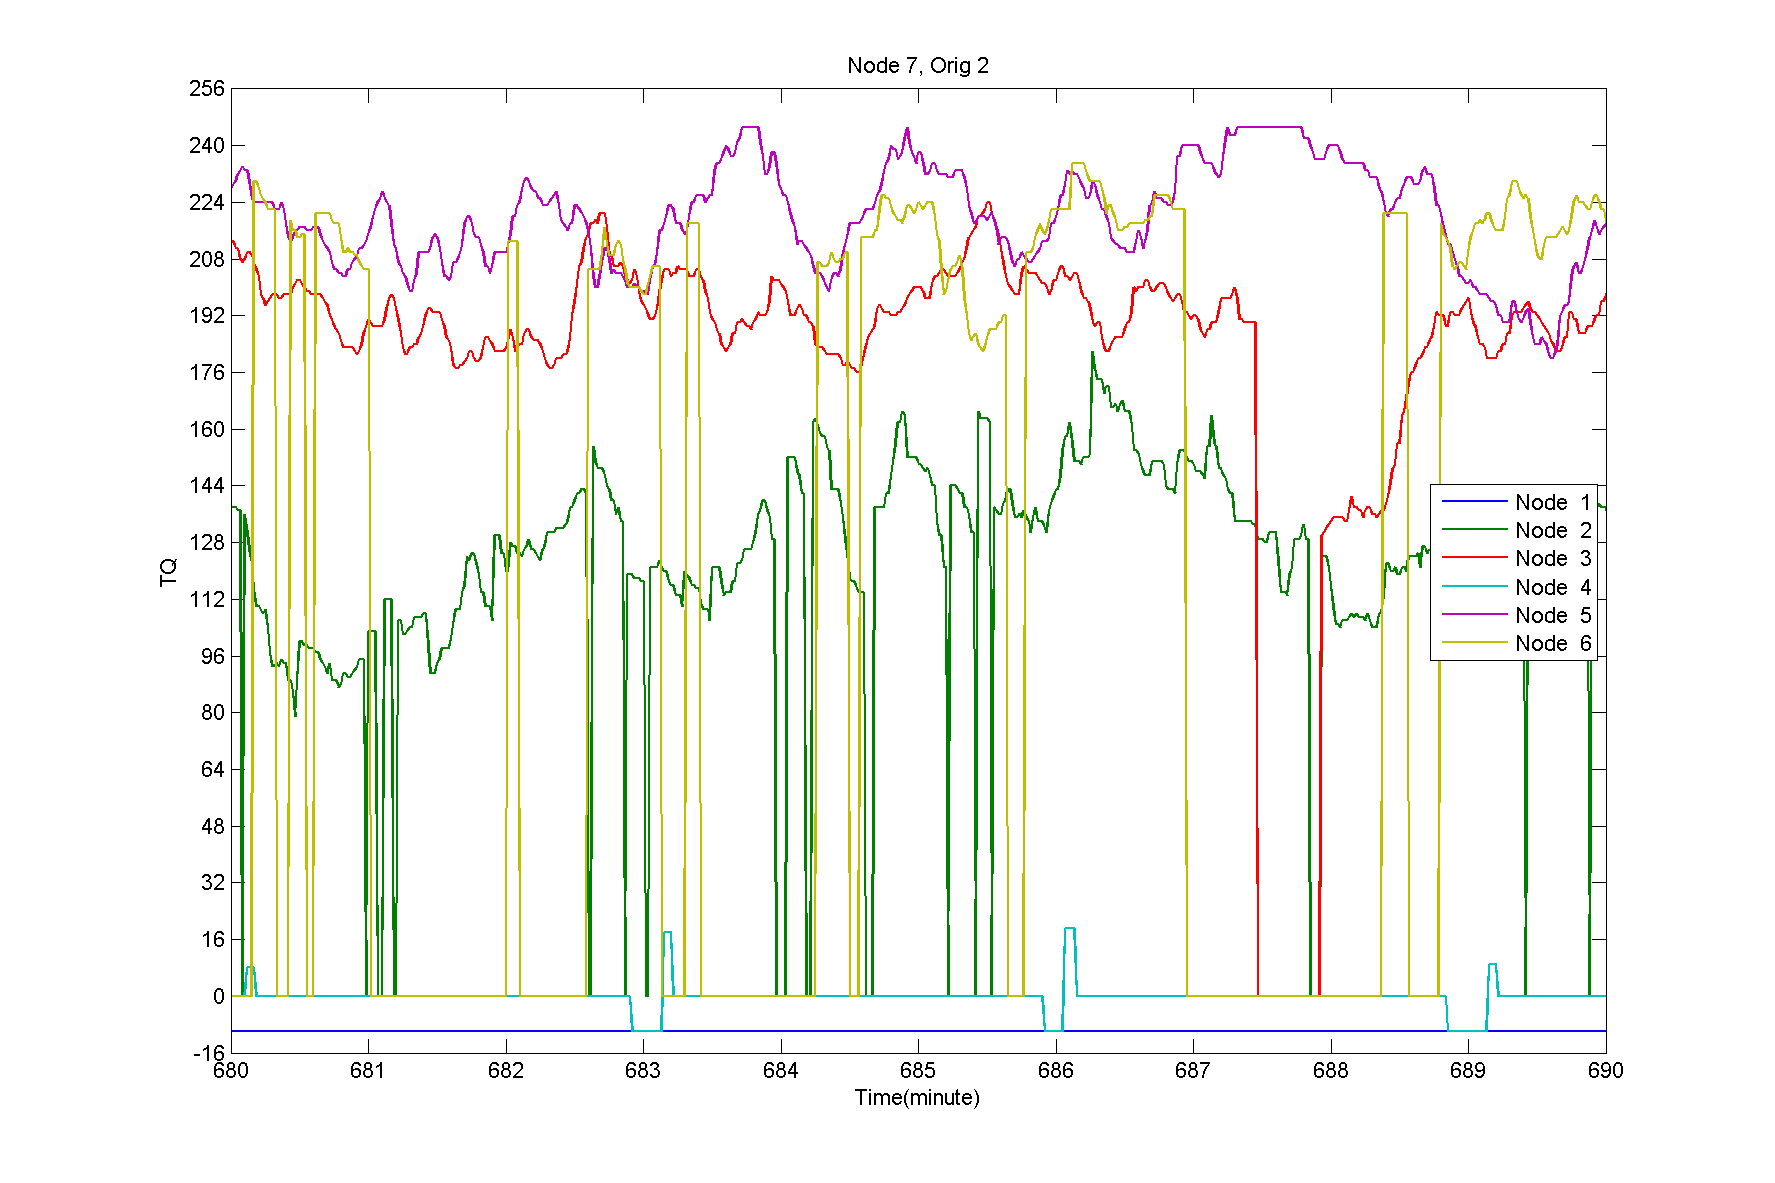 Node 7, Orig 2
256
240
224
208
192
176
160
144
128
112
96
80
64
48
32
16
0
-16
TQ
Node 1
Node 2
Node 3
Node 4
Node 5
Node 6
680 681 682 683 684 685 686 687 688 689 690
Time(minute)